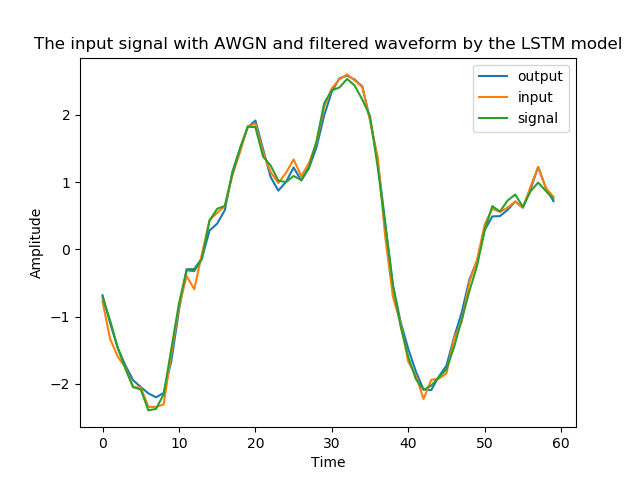 The input signal with AWGN and filtered waveform by the LSTM model
output
input
signal
Amplitude
2
1
0
−1
−2
0 10 20 30 40 50 60
Time